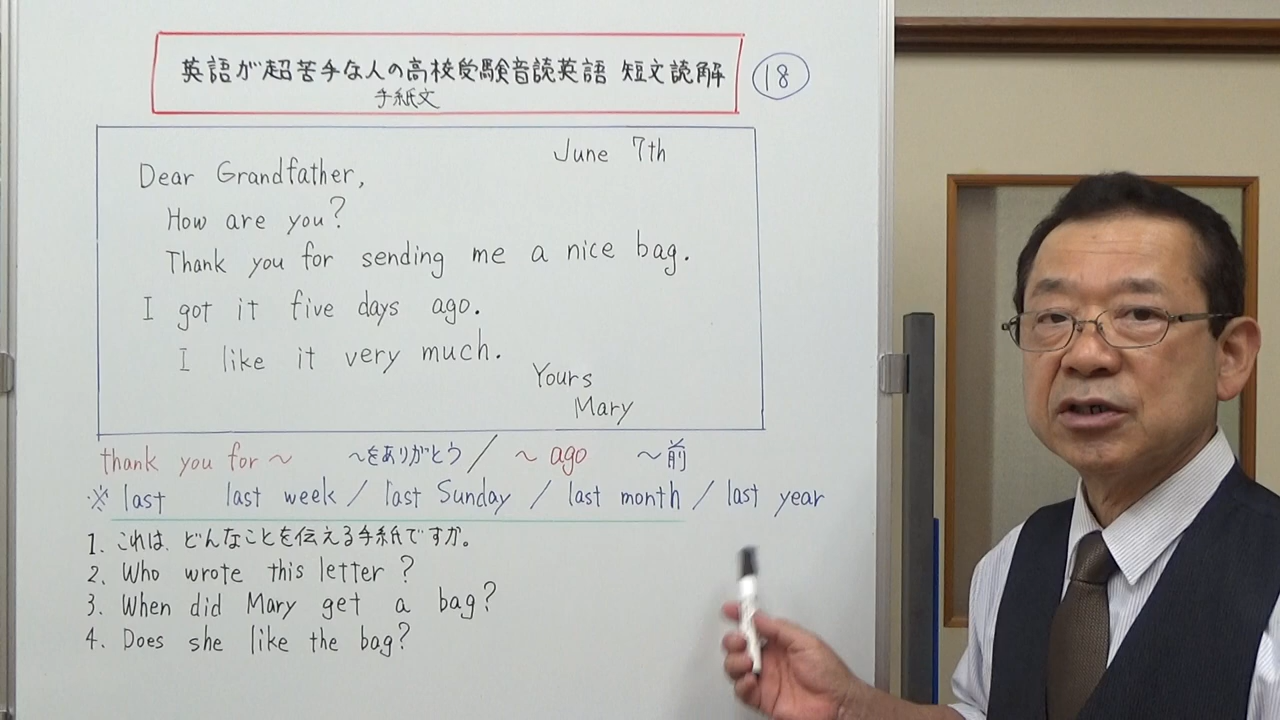 英語が超苦手な人の高校受験音読英語 短文読解
手紙文
18
June 7th
Dear Grandfather,
How are you?
Thank you for sending me a nice bag.
I got it five days ago.
I like it very much.
Yours
Mary
thank you for ～ ～をありがとう / ～ ago ～前
※ last last week / last Sunday / last month / last year
1. これは、どんなことを伝える手紙ですか。
2. Who wrote this letter ?
3. When did Mary get a bag?
4. Does she like the bag?